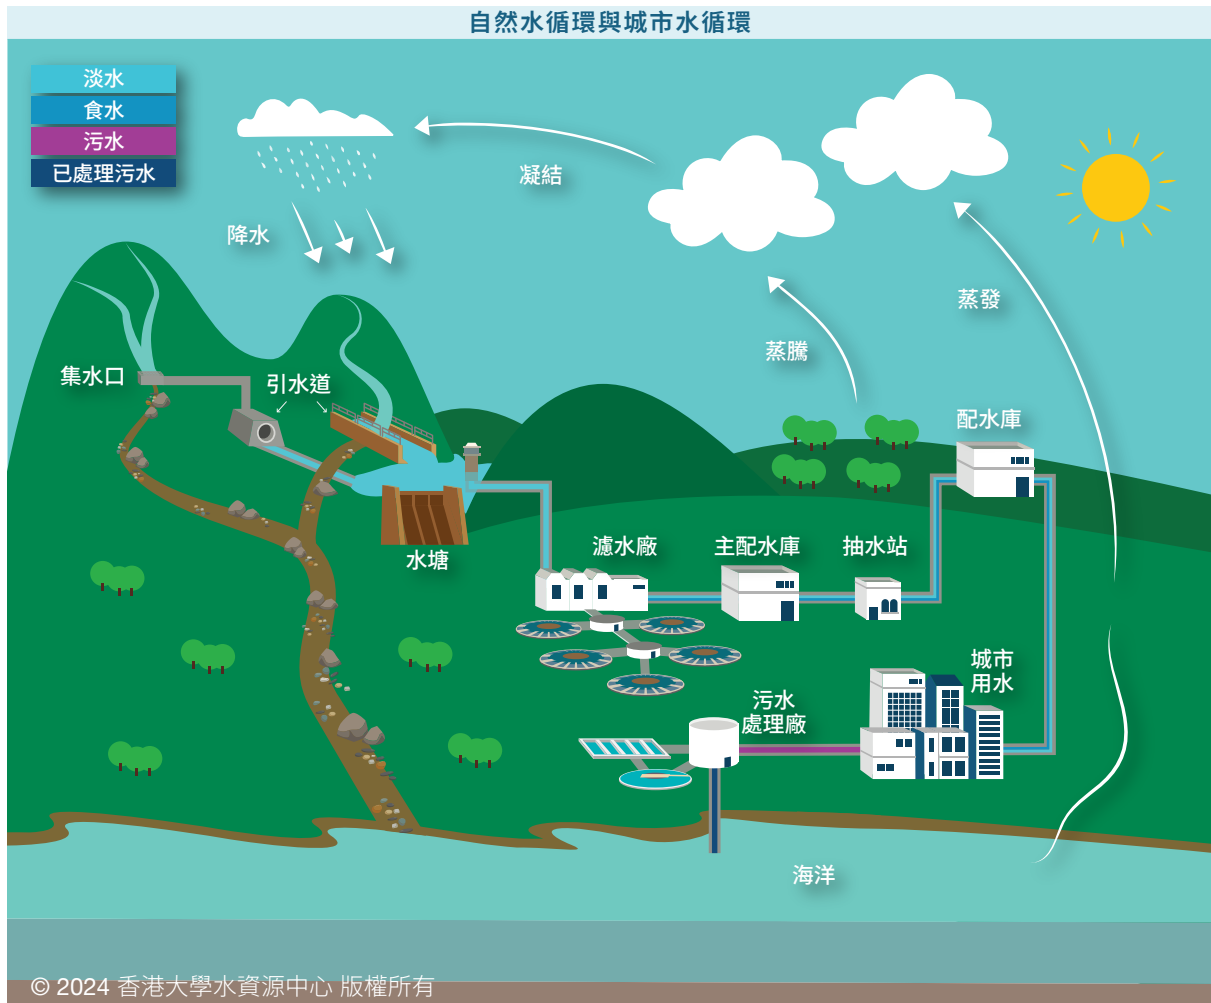 自然水循環與城市水循環
淡水
食水
污水
已處理污水
凝結
降水
蒸發
蒸騰
集水口
引水道
配水庫
水塘
濾水廠
主配水庫
抽水站
城市
用水
污水
處理廠
海洋
© 2024 香港大學水資源中心 版權所有